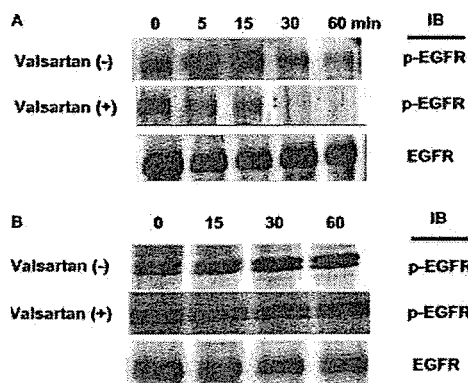 A 0 5 15 30 60 min IB
Valsartan (-) p-EGFR
Valsartan (+) p-EGFR
EGFR
B 0 15 30 60 IB
Valsartan (-) p-EGFR
Valsartan (+) p-EGFR
EGFR